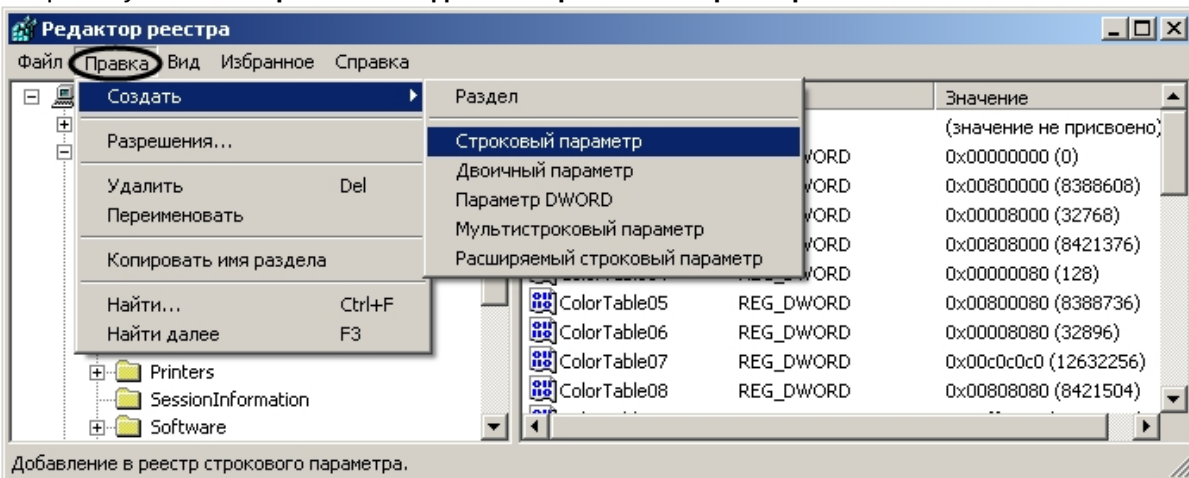 Редактор реестра
Файл Правка Вид Избранное Справка
Создать
Разрешения...
Удалить Del
Переименовать
Копировать имя раздела
Найти... Ctrl+F
Найти далее F3
Раздел
Строковый параметр
Двоичный параметр
Параметр DWORD
Мультистроковый параметр
Расширяемый строковый параметр
Значение
(значение не присвоено)
0x00000000 (0)
0x00800000 (8388608)
0x00008000 (32768)
0x00808000 (8421376)
0x00000080 (128)
ColorTable05 REG_DWORD 0x00800080 (8388736)
ColorTable06 REG_DWORD 0x00008080 (32896)
ColorTable07 REG_DWORD 0x00c0c0c0 (12632256)
ColorTable08 REG_DWORD 0x00808080 (8421504)
Printers
SessionInformation
Software
Добавление в реестр строкового параметра.